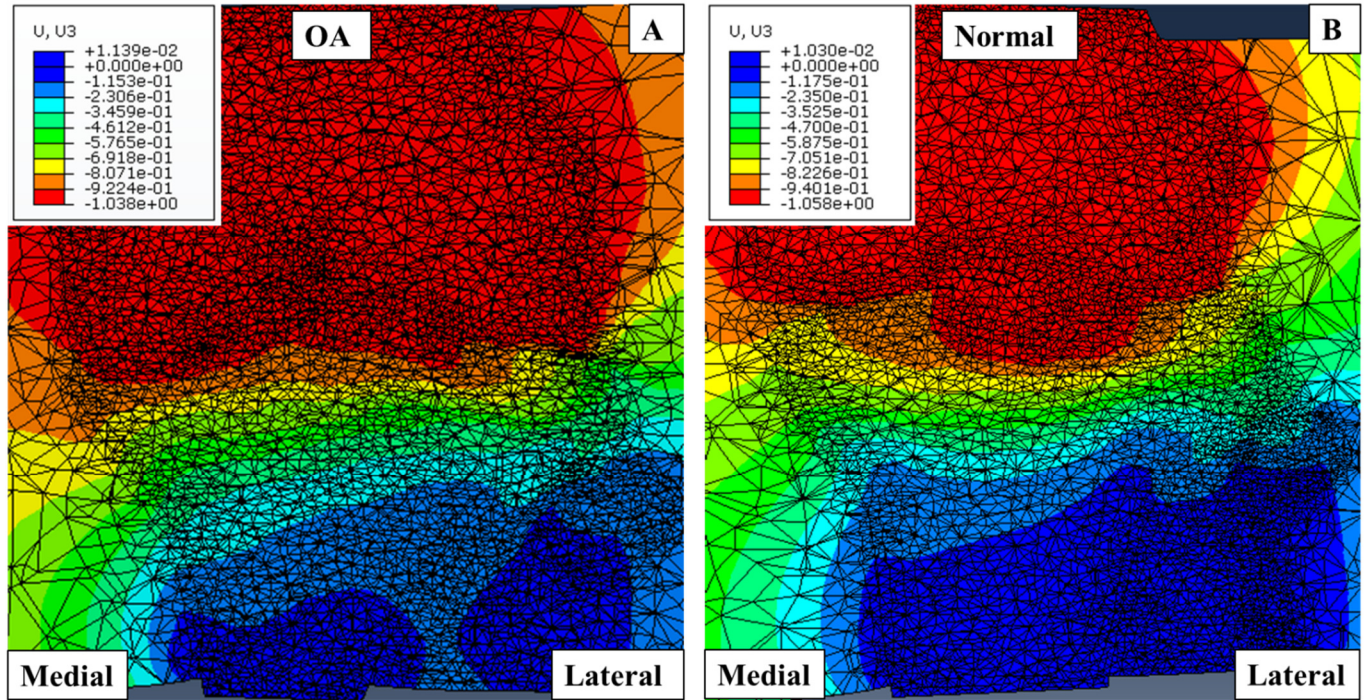 OA
A
U, U3
+1.139e-02
+0.000e+00
-1.153e-01
-2.306e-01
-3.459e-01
-4.612e-01
-5.765e-01
-6.918e-01
-8.071e-01
-9.224e-01
-1.038e+00
Medial
Lateral
Normal
B
U, U3
+1.030e-02
+0.000e+00
-1.175e-01
-2.350e-01
-3.525e-01
-4.700e-01
-5.875e-01
-7.051e-01
-8.226e-01
-9.401e-01
-1.058e+00
Medial
Lateral